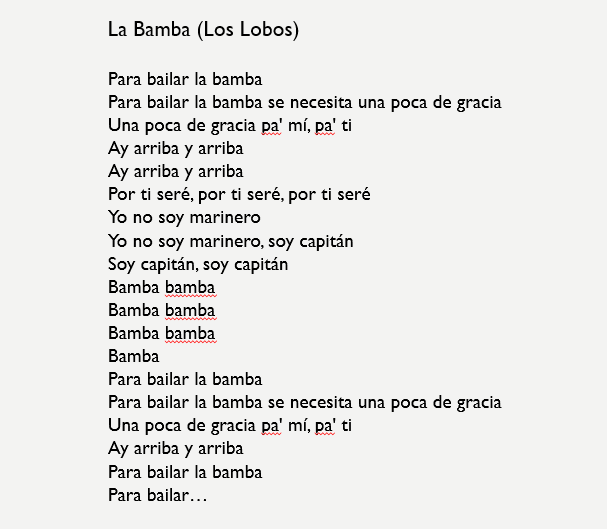 La Bamba (Los Lobos)
Para bailar la bamba
Para bailar la bamba se necesita una poca de gracia
Una poca de gracia pa' mí, pa' ti
Ay arriba y arriba
Ay arriba y arriba
Por ti seré, por ti seré, por ti seré
Yo no soy marinero
Yo no soy marinero, soy capitán
Soy capitán, soy capitán
Bamba bamba
Bamba bamba
Bamba bamba
Bamba
Para bailar la bamba
Para bailar la bamba se necesita una poca de gracia
Una poca de gracia pa' mí, pa' ti
Ay arriba y arriba
Para bailar la bamba
Para bailar…